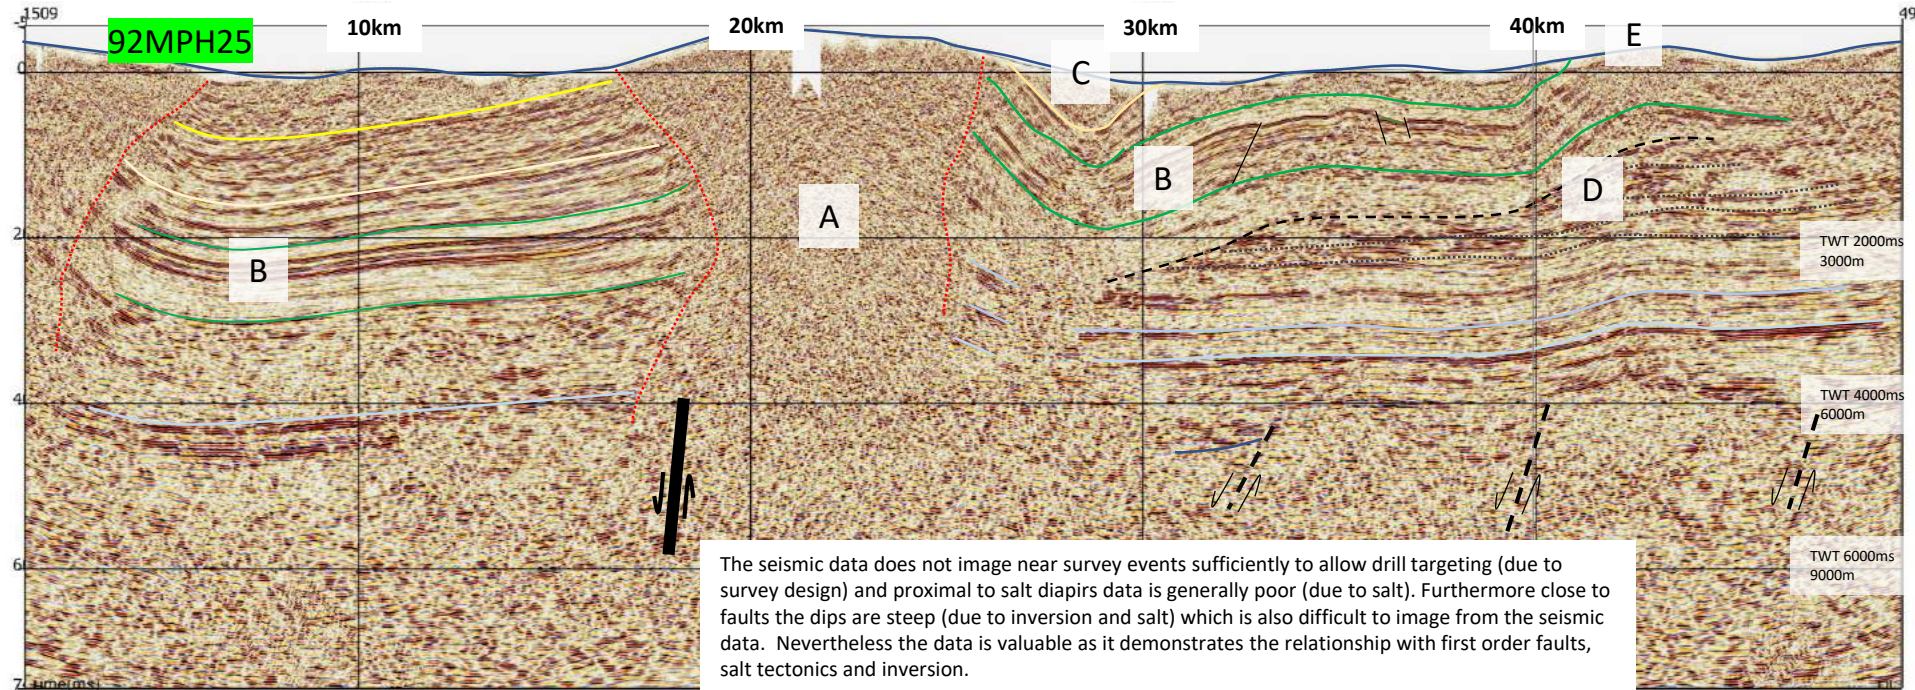 1509
49
-5
92MPH25
10km
20km
30km
40km
E
0
C
A
B
D
B
2
TWT 2000ms
3000m
4
TWT 4000ms
6000m
6
TWT 6000ms
9000m
The seismic data does not image near survey events sufficiently to allow drill targeting (due to
survey design) and proximal to salt diapirs data is generally poor (due to salt). Furthermore close to
faults the dips are steep (due to inversion and salt) which is also difficult to image from the seismic
data. Nevertheless the data is valuable as it demonstrates the relationship with first order faults,
salt tectonics and inversion.